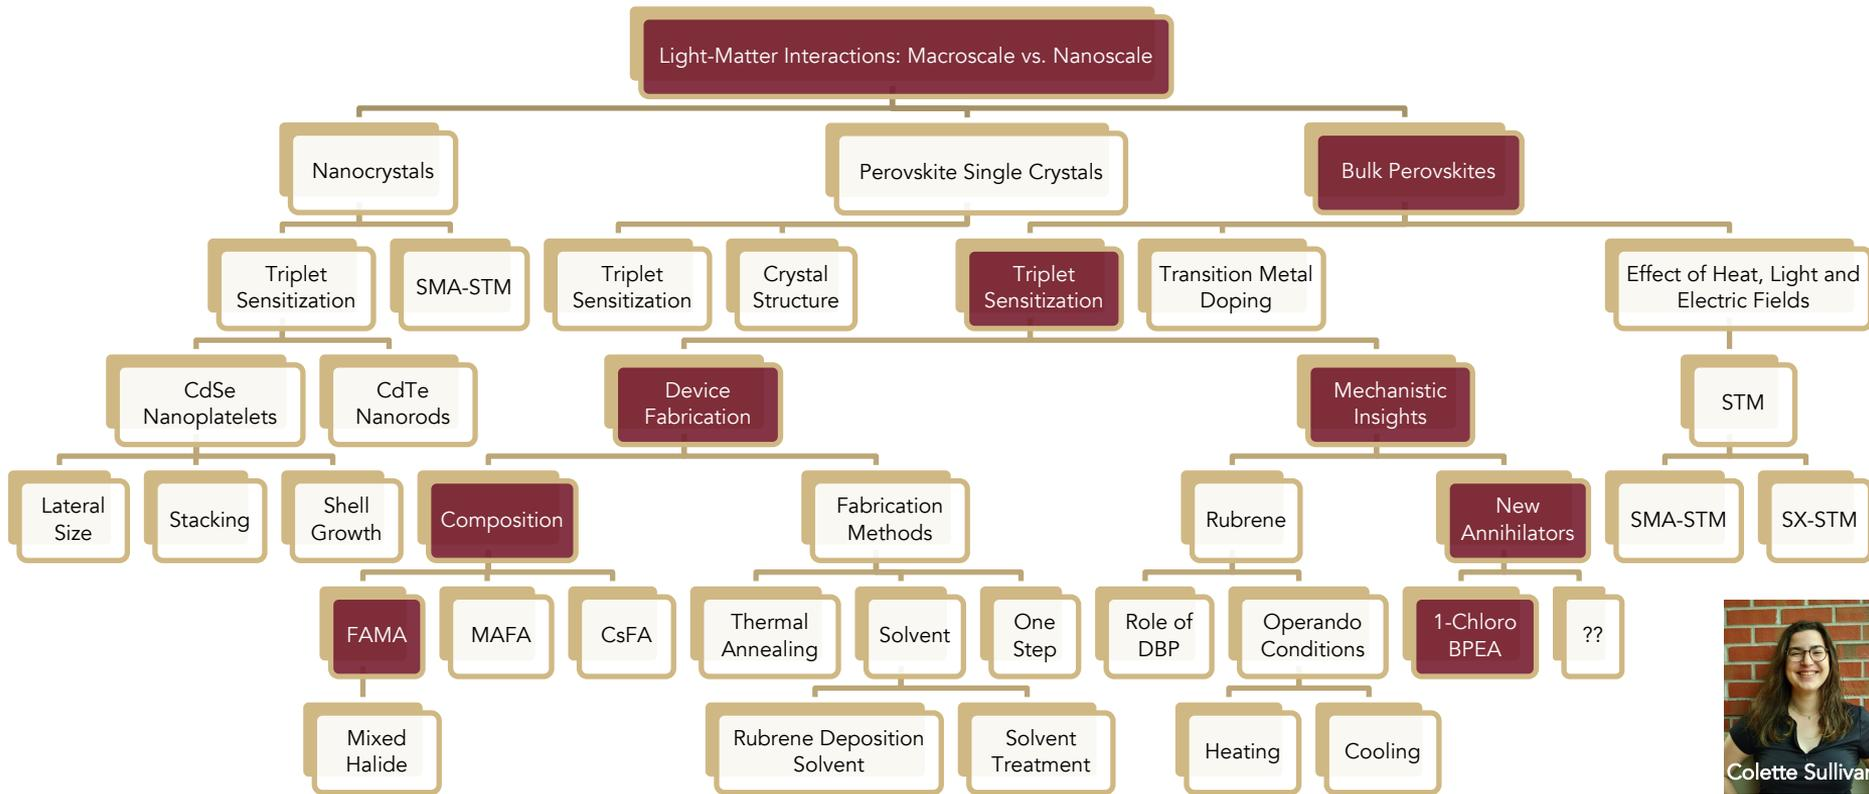 Light-Matter Interactions: Macroscale vs. Nanoscale
Nanocrystals
Perovskite Single Crystals
Bulk Perovskites
Triplet
Sensitization
SMA-STM
Triplet
Sensitization
Crystal
Structure
Triplet
Sensitization
Transition Metal
Doping
Effect of Heat, Light and
Electric Fields
CdSe
Nanoplatelets
CdTe
Nanorods
Device
Fabrication
Mechanistic
Insights
STM
Lateral
Size
Stacking
Shell
Growth
Composition
Fabrication
Methods
Rubrene
New
Annihilators
SMA-STM
SX-STM
FAMA
MAFA
CsFA
Thermal
Annealing
Solvent
One
Step
Role of
DBP
Operando
Conditions
1-Chloro
BPEA
??
Mixed
Halide
Rubrene Deposition
Solvent
Solvent
Treatment
Heating
Cooling
Colette Sullivan